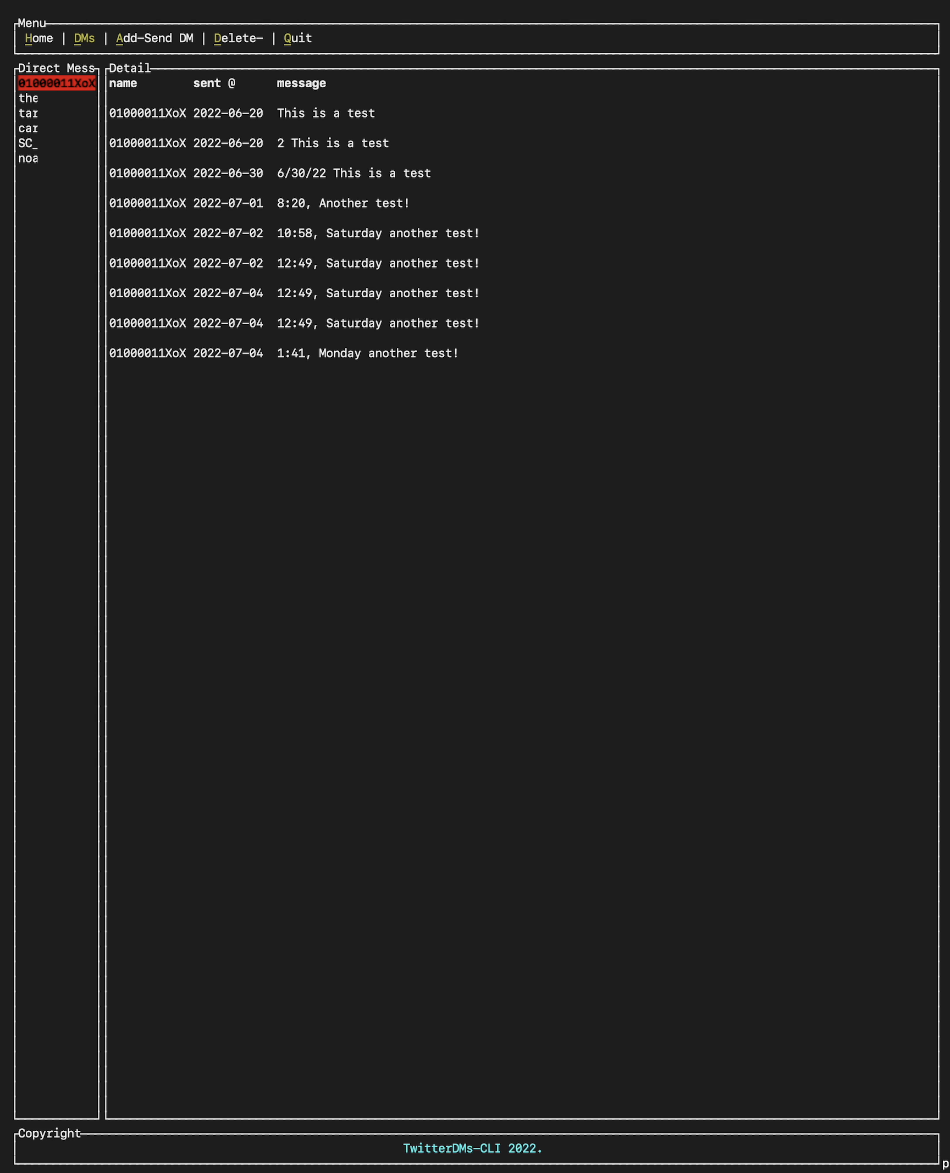 Menu
Home | DMs | Add-Send DM | Delete- | Quit
Direct Mess
01000011XoX
the
tar
car
SC_
noa
Detail
name sent @ message
01000011XoX 2022-06-20 This is a test
01000011XoX 2022-06-20 2 This is a test
01000011XoX 2022-06-30 6/30/22 This is a test
01000011XoX 2022-07-01 8:20, Another test!
01000011XoX 2022-07-02 10:58, Saturday another test!
01000011XoX 2022-07-02 12:49, Saturday another test!
01000011XoX 2022-07-04 12:49, Saturday another test!
01000011XoX 2022-07-04 12:49, Saturday another test!
01000011XoX 2022-07-04 1:41, Monday another test!
Copyright
TwitterDMs-CLI 2022.
p